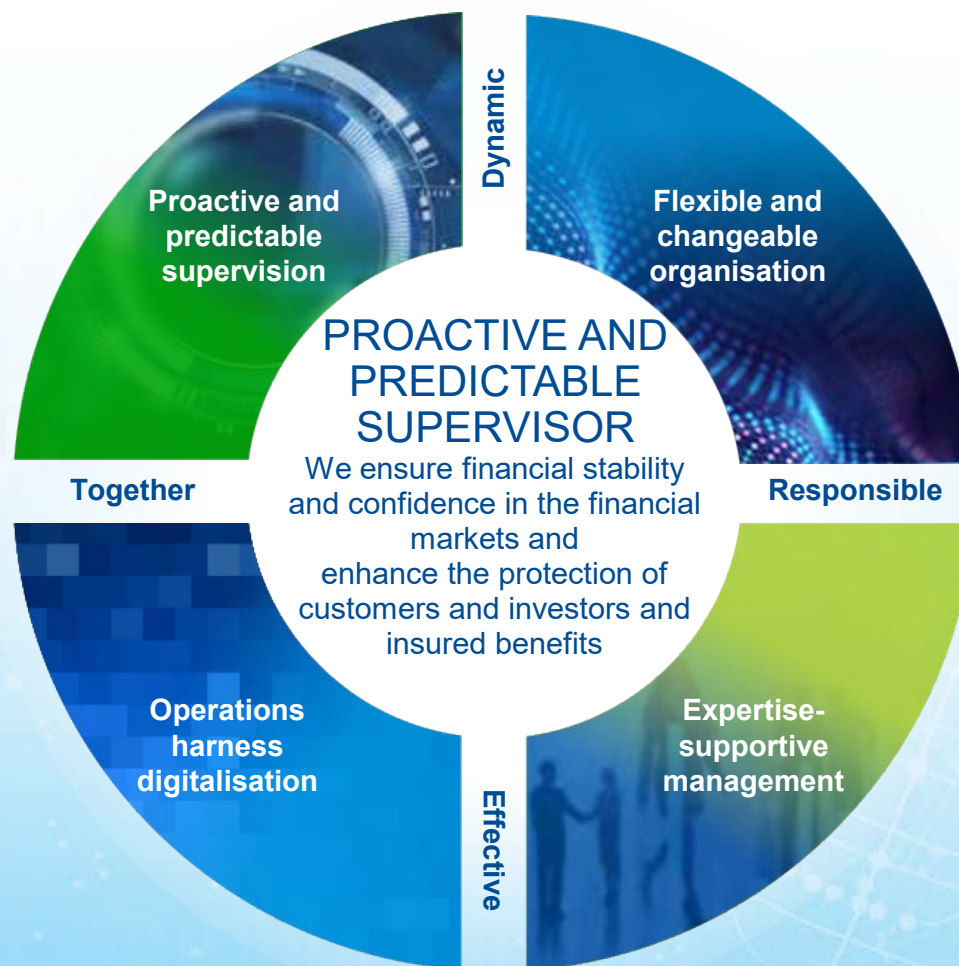 Dynamic
Proactive and
predictable
supervision
Flexible and
changeable
organisation
PROACTIVE AND
PREDICTABLE
SUPERVISOR
We ensure financial stability
and confidence in the financial
markets and
enhance the protection of
customers and investors and
insured benefits
Together
Responsible
Operations
harness
digitalisation
Expertise-
supportive
management
Effective